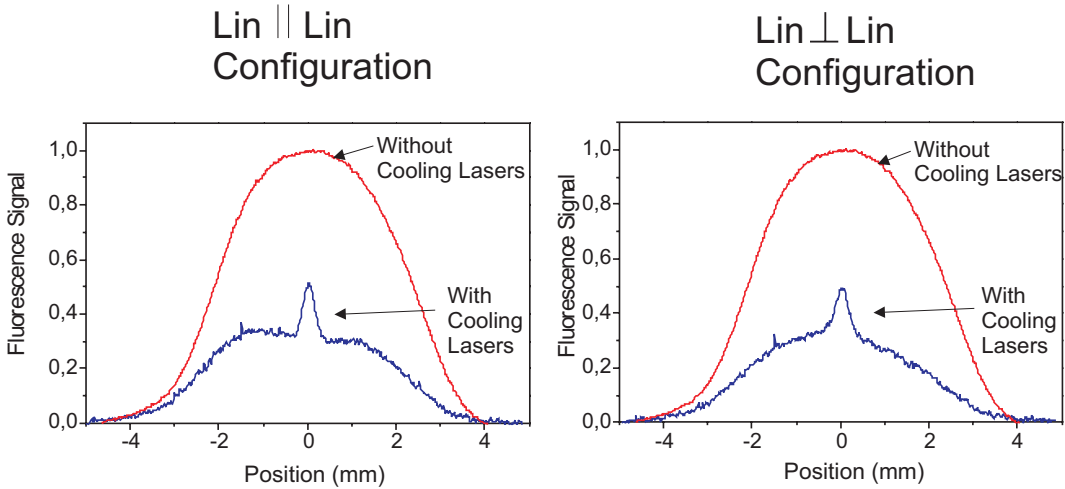 Lin || Lin
Configuration
Fluorescence Signal
1,0
0,8
0,6
0,4
0,2
0,0
Without
Cooling Lasers
With
Cooling
Lasers
-4
-2
0
2
4
Position (mm)
Lin ⊥ Lin
Configuration
Fluorescence Signal
1,0
0,8
0,6
0,4
0,2
0,0
Without
Cooling Lasers
With
Cooling
Lasers
-4
-2
0
2
4
Position (mm)